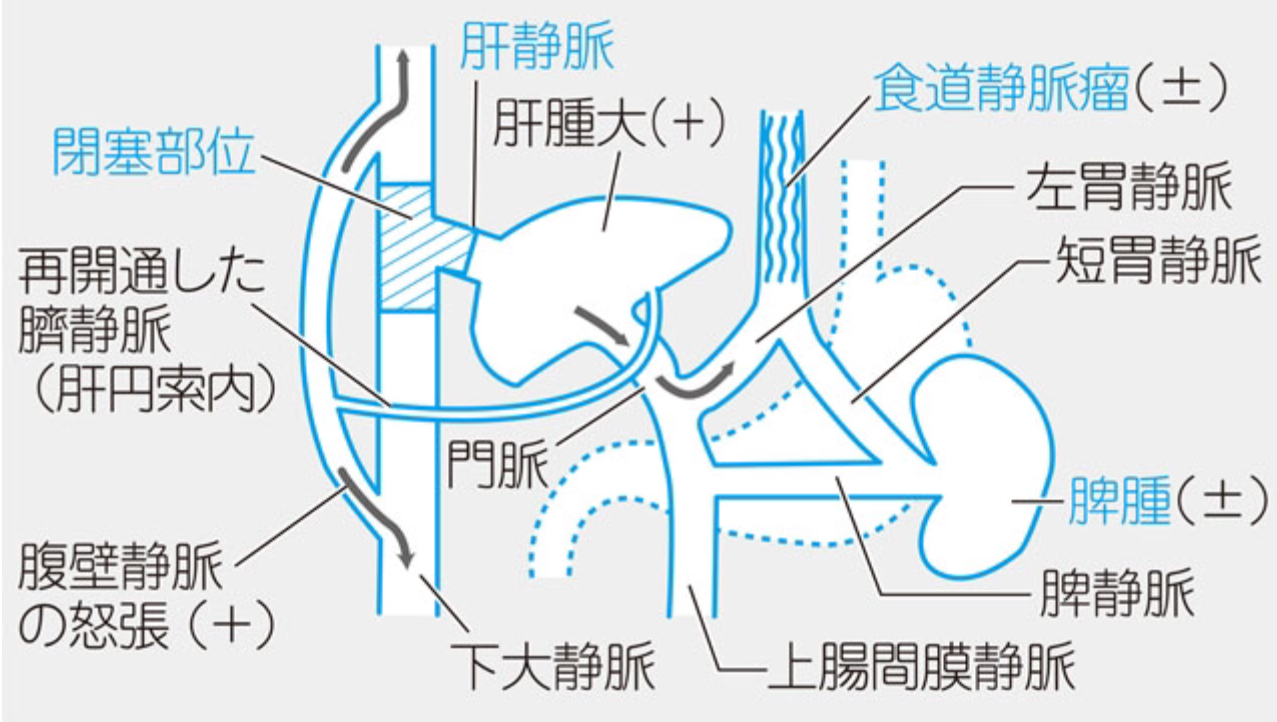 肝静脈
肝腫大(+)
食道静脈瘤(±)
閉塞部位
左胃静脈
短胃静脈
再開通した
臍静脈
(肝円索内)
門脈
脾腫(±)
腹壁静脈
の怒張(+)
脾静脈
下大静脈
上腸間膜静脈